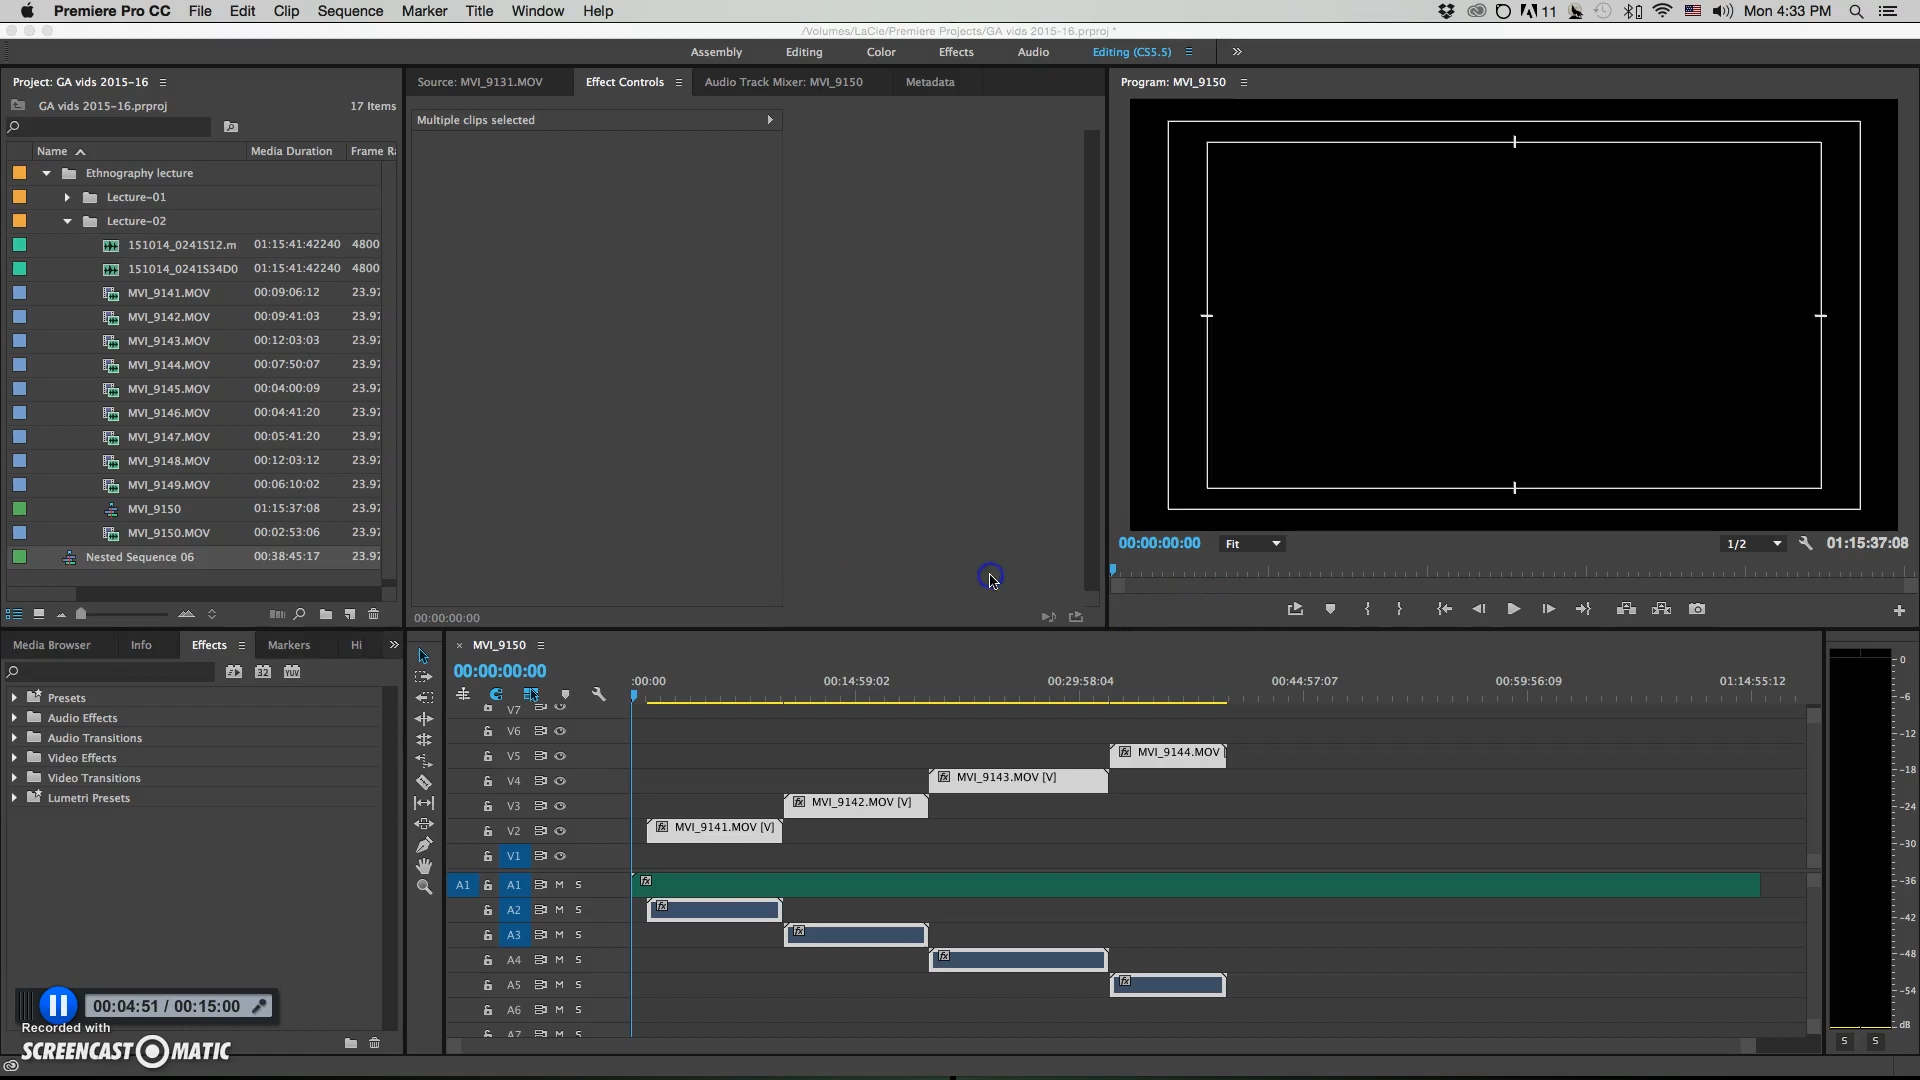 Premiere Pro CC File Edit Clip Sequence Marker Title Window Help
11 Mon 4:33 PM
/Volumes/LaCie/Premiere Projects/GA vids 2015-16.prproj *
Assembly Editing Color Effects Audio Editing (CS5.5)
Project: GA vids 2015-16
GA vids 2015-16.prproj 17 Items
Name Media Duration Frame Ra
Ethnography lecture
Lecture-01
Lecture-02
151014_0241S12.m 01:15:41:42240 4800
151014_0241S34D0 01:15:41:42240 4800
MVI_9141.MOV 00:09:06:12 23.97
MVI_9142.MOV 00:09:41:03 23.97
MVI_9143.MOV 00:12:03:03 23.97
MVI_9144.MOV 00:07:50:07 23.97
MVI_9145.MOV 00:04:00:09 23.97
MVI_9146.MOV 00:04:41:20 23.97
MVI_9147.MOV 00:05:41:20 23.97
MVI_9148.MOV 00:12:03:12 23.97
MVI_9149.MOV 00:06:10:02 23.97
MVI_9150 01:15:37:08 23.97
MVI_9150.MOV 00:02:53:06 23.97
Nested Sequence 06 00:38:45:17 23.97
Source: MVI_9131.MOV Effect Controls Audio Track Mixer: MVI_9150 Metadata
Multiple clips selected
00:00:00:00
Program: MVI_9150
00:00:00:00 Fit 1/2 01:15:37:08
Media Browser Info Effects Markers Hi
32 YUV
Presets
Audio Effects
Audio Transitions
Video Effects
Video Transitions
Lumetri Presets
00:04:51 / 00:15:00
Recorded with
SCREENCAST-O-MATIC
× MVI_9150
00:00:00:00
:00:00 00:14:59:02 00:29:58:04 00:44:57:07 00:59:56:09 01:14:55:12
V7
V6
V5 fx MVI_9144.MOV [
V4 fx MVI_9143.MOV [V]
V3 fx MVI_9142.MOV [V]
V2 fx MVI_9141.MOV [V]
V1
A1 A1 M S fx
A2 M S fx
A3 M S fx
A4 M S fx
A5 M S fx
A6 M S
A7 M S
0
-6
-12
-18
-24
-30
-36
-42
-48
-54
dB
S S